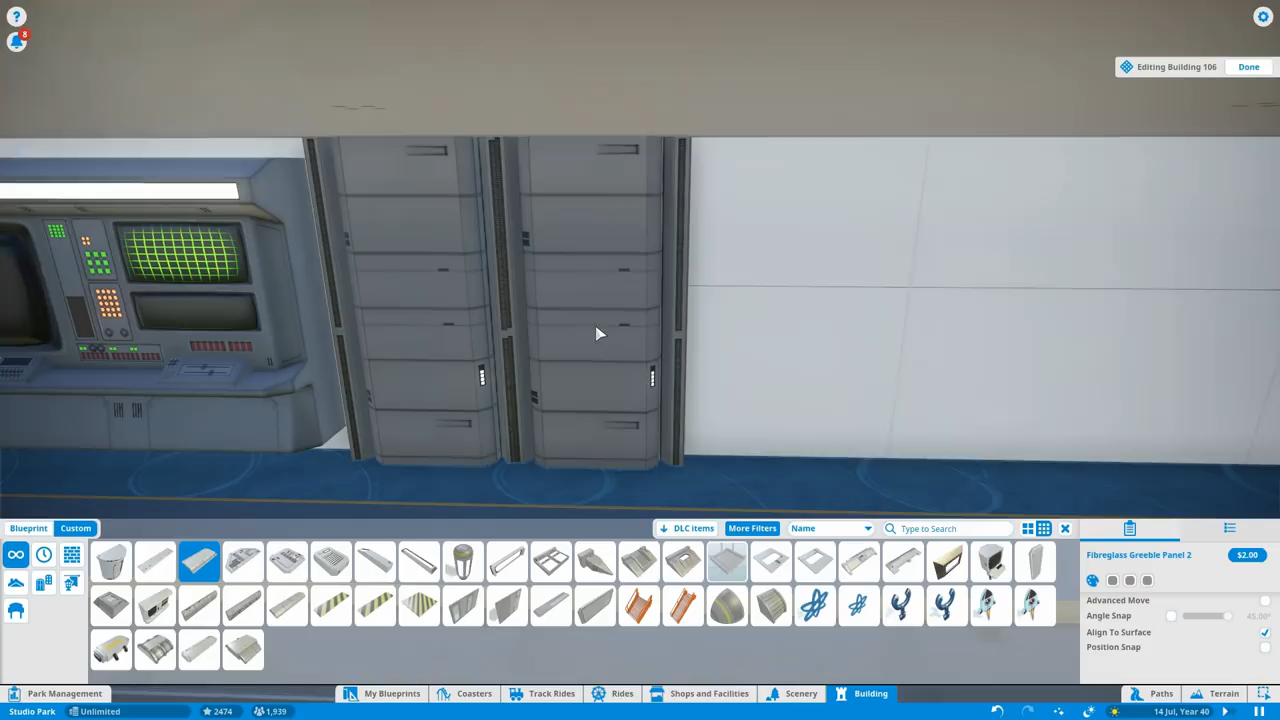 ?
8
Editing Building 106 Done
Blueprint Custom DLC items More Filters Name Type to Search
Fibreglass Greeble Panel 2 $2.00
Advanced Move
Angle Snap 45.00°
Align To Surface
Position Snap
Park Management My Blueprints Coasters Track Rides Rides Shops and Facilities Scenery Building Paths Terrain
Studio Park Unlimited 2474 1,939 14 Jul, Year 40